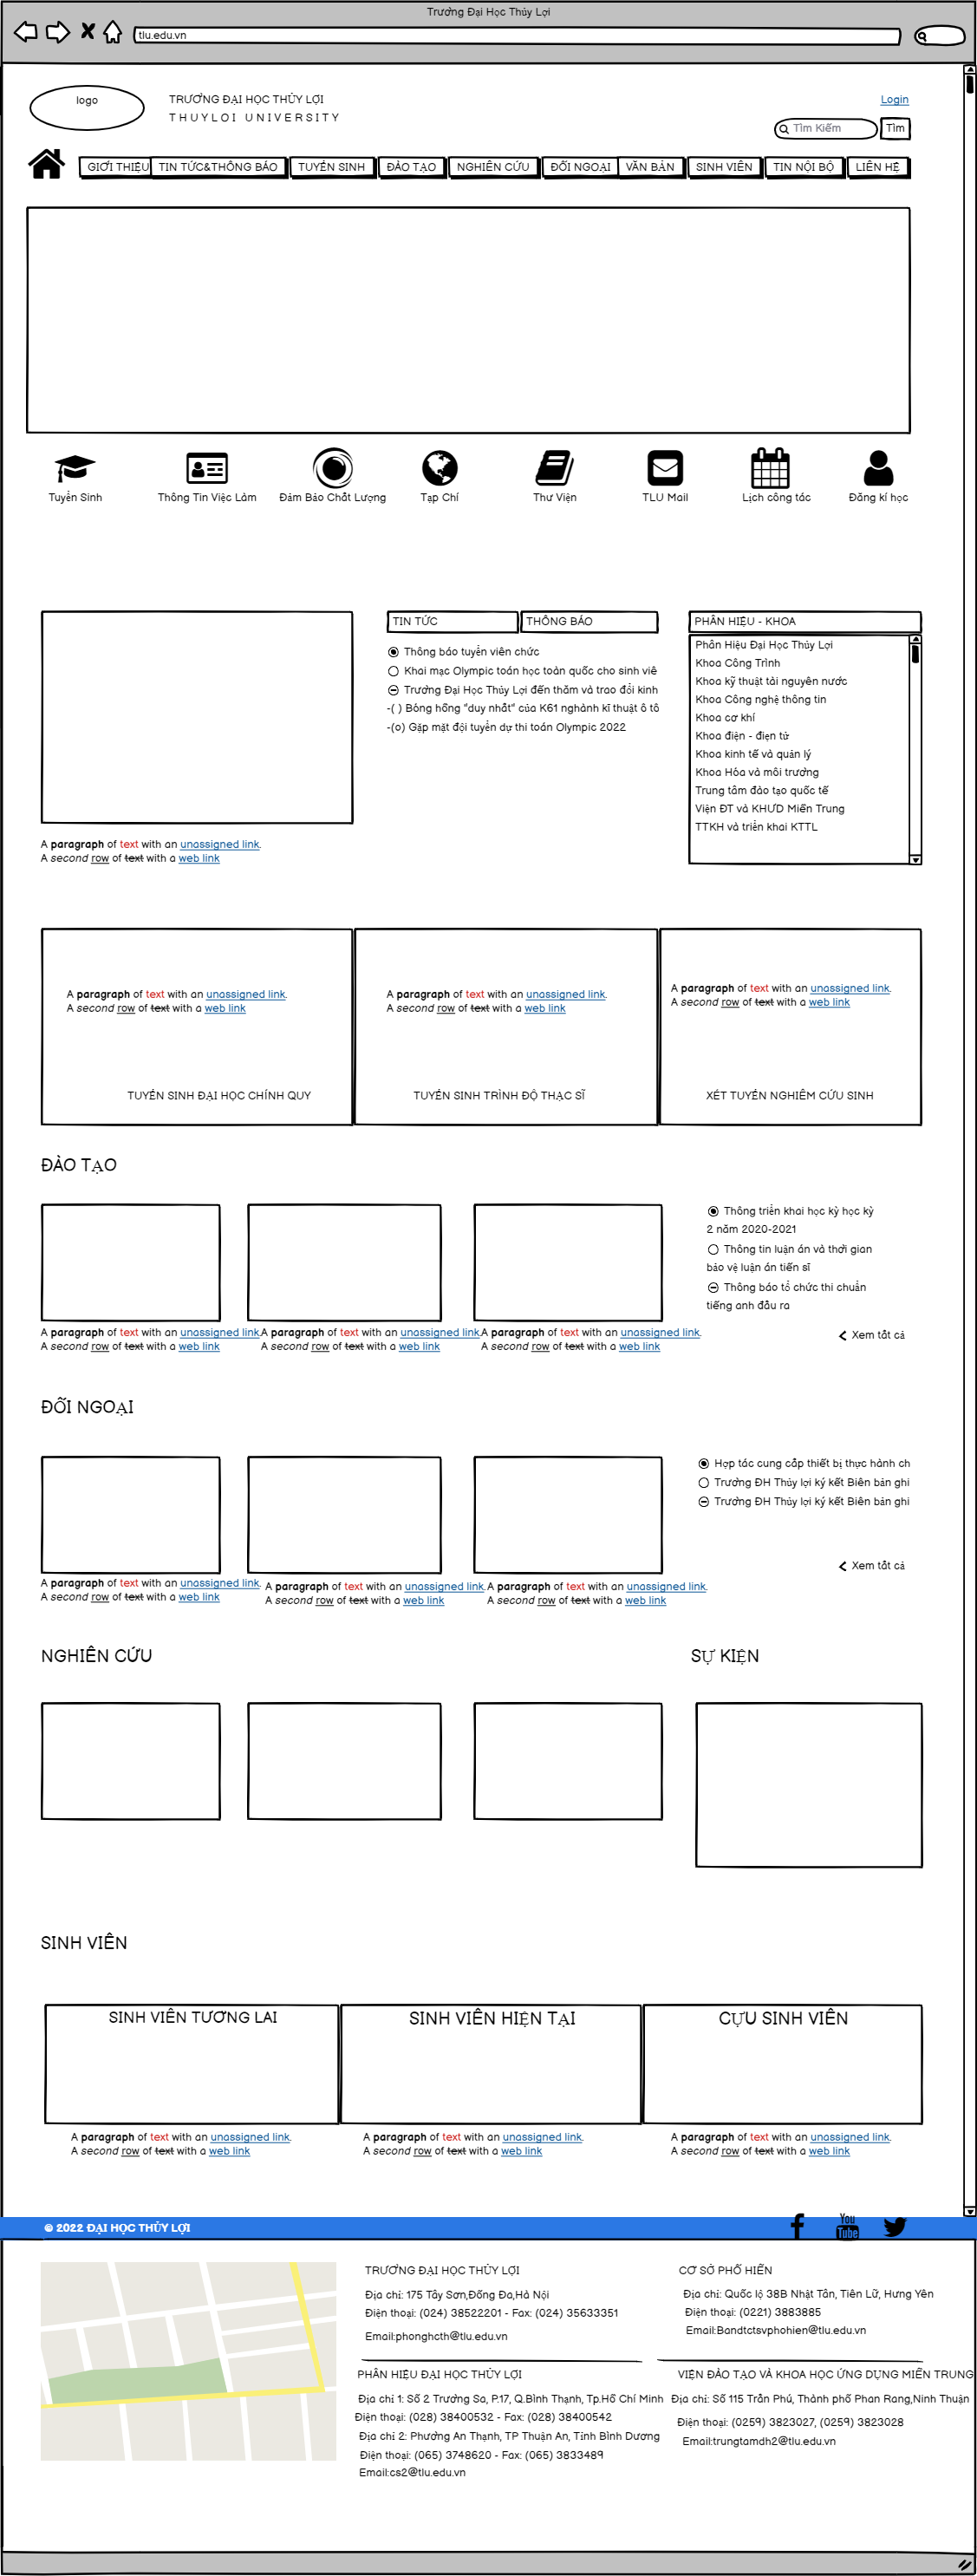 Trường Đại Học Thủy Lợi
tlu.edu.vn
logo
TRƯỜNG ĐẠI HỌC THỦY LỢI
THUYLOI UNIVERSITY
Login
Tìm Kiếm
Tìm
GIỚI THIỆU TIN TỨC&THÔNG BÁO TUYỂN SINH ĐÀO TẠO NGHIÊN CỨU ĐỐI NGOẠI VĂN BẢN SINH VIÊN TIN NỘI BỘ LIÊN HỆ
Tuyển Sinh Thông Tin Việc Làm Đảm Bảo Chất Lượng Tạp Chí Thư Viện TLU Mail Lịch công tác Đăng kí học
TIN TỨC THÔNG BÁO
Thông báo tuyển viên chức
Khai mạc Olympic toán học toàn quốc cho sinh viê
Trường Đại Học Thủy Lợi đến thăm và trao đổi kinh
-( ) Bóng hồng "duy nhất" của K61 nghành kĩ thuật ô tô
-(o) Gặp mặt đội tuyển dự thi toán Olympic 2022
PHÂN HIỆU - KHOA
Phân Hiệu Đại Học Thủy Lợi
Khoa Công Trình
Khoa kỹ thuật tài nguyên nước
Khoa Công nghệ thông tin
Khoa cơ khí
Khoa điện - điện tử
Khoa kinh tế và quản lý
Khoa Hóa và môi trường
Trung tâm đào tạo quốc tế
Viện ĐT và KHƯD Miền Trung
TTKH và triển khai KTTL
A paragraph of text with an unassigned link.
A second row of text with a web link
A paragraph of text with an unassigned link.
A second row of text with a web link
TUYỂN SINH ĐẠI HỌC CHÍNH QUY
A paragraph of text with an unassigned link.
A second row of text with a web link
TUYỂN SINH TRÌNH ĐỘ THẠC SĨ
A paragraph of text with an unassigned link.
A second row of text with a web link
XÉT TUYỂN NGHIÊM CỨU SINH
ĐÀO TẠO
A paragraph of text with an unassigned link.
A second row of text with a web link
A paragraph of text with an unassigned link.
A second row of text with a web link
A paragraph of text with an unassigned link.
A second row of text with a web link
Thông triển khai học kỳ học kỳ
2 năm 2020-2021
Thông tin luận án và thời gian
bảo vệ luận án tiến sĩ
Thông báo tổ chức thi chuẩn
tiếng anh đầu ra
Xem tất cả
ĐỐI NGOẠI
A paragraph of text with an unassigned link.
A second row of text with a web link
A paragraph of text with an unassigned link.
A second row of text with a web link
A paragraph of text with an unassigned link.
A second row of text with a web link
Hợp tác cung cấp thiết bị thực hành ch
Trường ĐH Thủy lợi ký kết Biên bản ghi
Trường ĐH Thủy lợi ký kết Biên bản ghi
Xem tất cả
NGHIÊN CỨU
SỰ KIỆN
SINH VIÊN
SINH VIÊN TƯƠNG LAI
SINH VIÊN HIỆN TẠI
CỰU SINH VIÊN
A paragraph of text with an unassigned link.
A second row of text with a web link
A paragraph of text with an unassigned link.
A second row of text with a web link
A paragraph of text with an unassigned link.
A second row of text with a web link
© 2022 ĐẠI HỌC THỦY LỢI
You
Tube
TRƯỜNG ĐẠI HỌC THỦY LỢI
Địa chỉ: 175 Tây Sơn,Đống Đa,Hà Nội
Điện thoại: (024) 38522201 - Fax: (024) 35633351
Email:phonghcth@tlu.edu.vn
CƠ SỞ PHỐ HIẾN
Địa chỉ: Quốc lộ 38B Nhật Tân, Tiên Lữ, Hưng Yên
Điện thoại: (0221) 3883885
Email:Bandtctsvphohien@tlu.edu.vn
PHÂN HIỆU ĐẠI HỌC THỦY LỢI
Địa chỉ 1: Số 2 Trường Sa, P.17, Q.Bình Thạnh, Tp.Hồ Chí Minh
Điện thoại: (028) 38400532 - Fax: (028) 38400542
Địa chỉ 2: Phường An Thạnh, TP Thuận An, Tỉnh Bình Dương
Điện thoại: (065) 3748620 - Fax: (065) 3833489
Email:cs2@tlu.edu.vn
VIỆN ĐÀO TẠO VÀ KHOA HỌC ỨNG DỤNG MIỀN TRUNG
Địa chỉ: Số 115 Trần Phú, Thành phố Phan Rang,Ninh Thuận
Điện thoại: (0259) 3823027, (0259) 3823028
Email:trungtamdh2@tlu.edu.vn